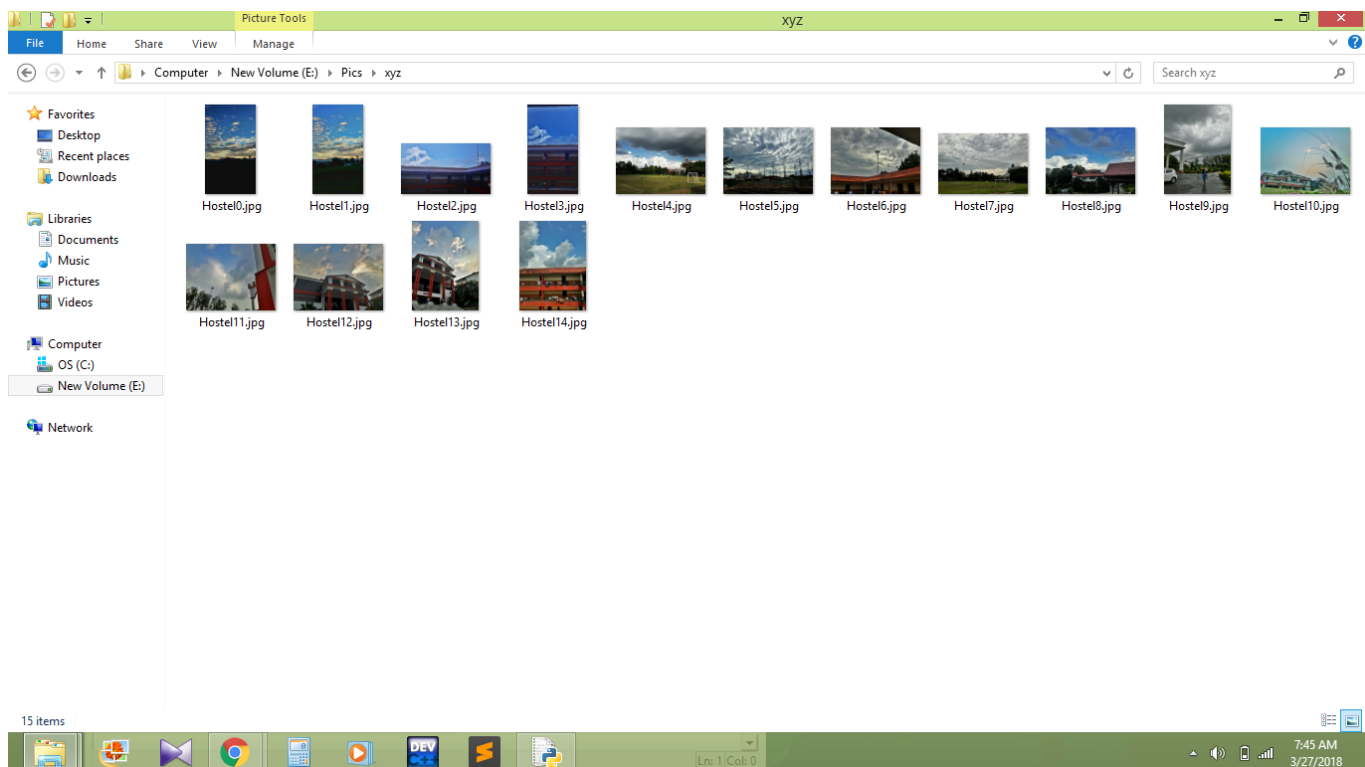 Picture Tools
xyz
File Home Share View Manage
Computer New Volume (E:) Pics xyz
Search xyz
Favorites
Desktop
Recent places
Downloads
Libraries
Documents
Music
Pictures
Videos
Computer
OS (C:)
New Volume (E:)
Network
Hostel0.jpg Hostel1.jpg Hostel2.jpg Hostel3.jpg Hostel4.jpg Hostel5.jpg Hostel6.jpg Hostel7.jpg Hostel8.jpg Hostel9.jpg Hostel10.jpg
Hostel11.jpg Hostel12.jpg Hostel13.jpg Hostel14.jpg
15 items
DEV
C++
Ln: 1 Col: 0
7:45 AM
3/27/2018